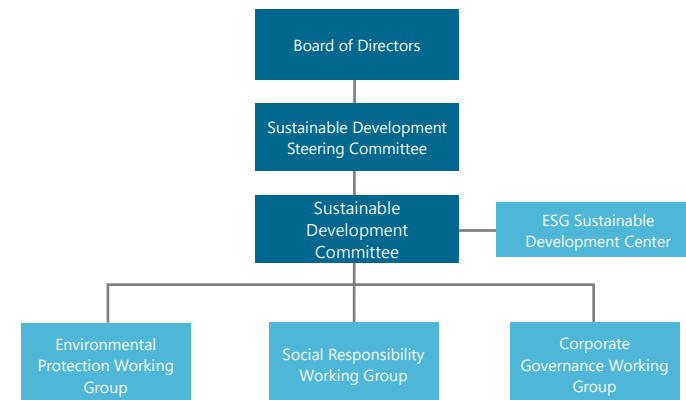 Board of Directors
Sustainable Development
Steering Committee
Sustainable
Development
Committee
ESG Sustainable
Development Center
Environmental
Protection Working
Group
Social Responsibility
Working Group
Corporate
Governance Working
Group